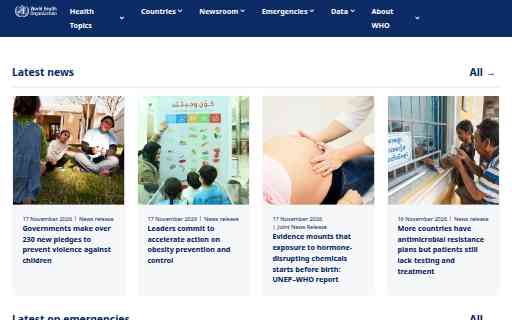 World Health Organization
Health Topics
Countries
Newsroom
Emergencies
Data
About WHO
Latest news
All →
17 November 2026 | News release
Governments make over
230 new pledges to
prevent violence against
children
17 November 2026 | News release
Leaders commit to
accelerate action on
obesity prevention and
control
17 November 2026
| Joint News Release
Evidence mounts that
exposure to hormone-
disrupting chemicals
starts before birth:
UNEP–WHO report
16 November 2026 | News release
More countries have
antimicrobial resistance
plans but patients still
lack testing and
treatment
Latest on emergencies
All